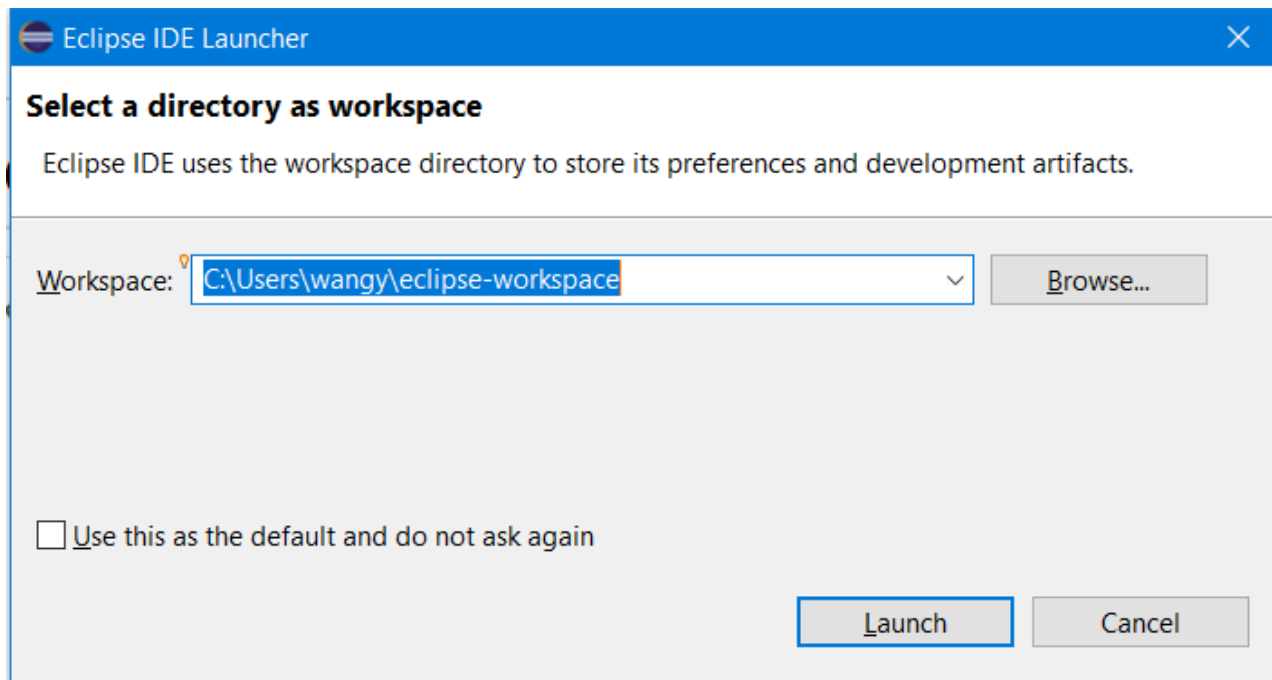 Eclipse IDE Launcher
Select a directory as workspace
Eclipse IDE uses the workspace directory to store its preferences and development artifacts.
Workspace: C:\Users\wangy\eclipse-workspace Browse...
Use this as the default and do not ask again
Launch Cancel